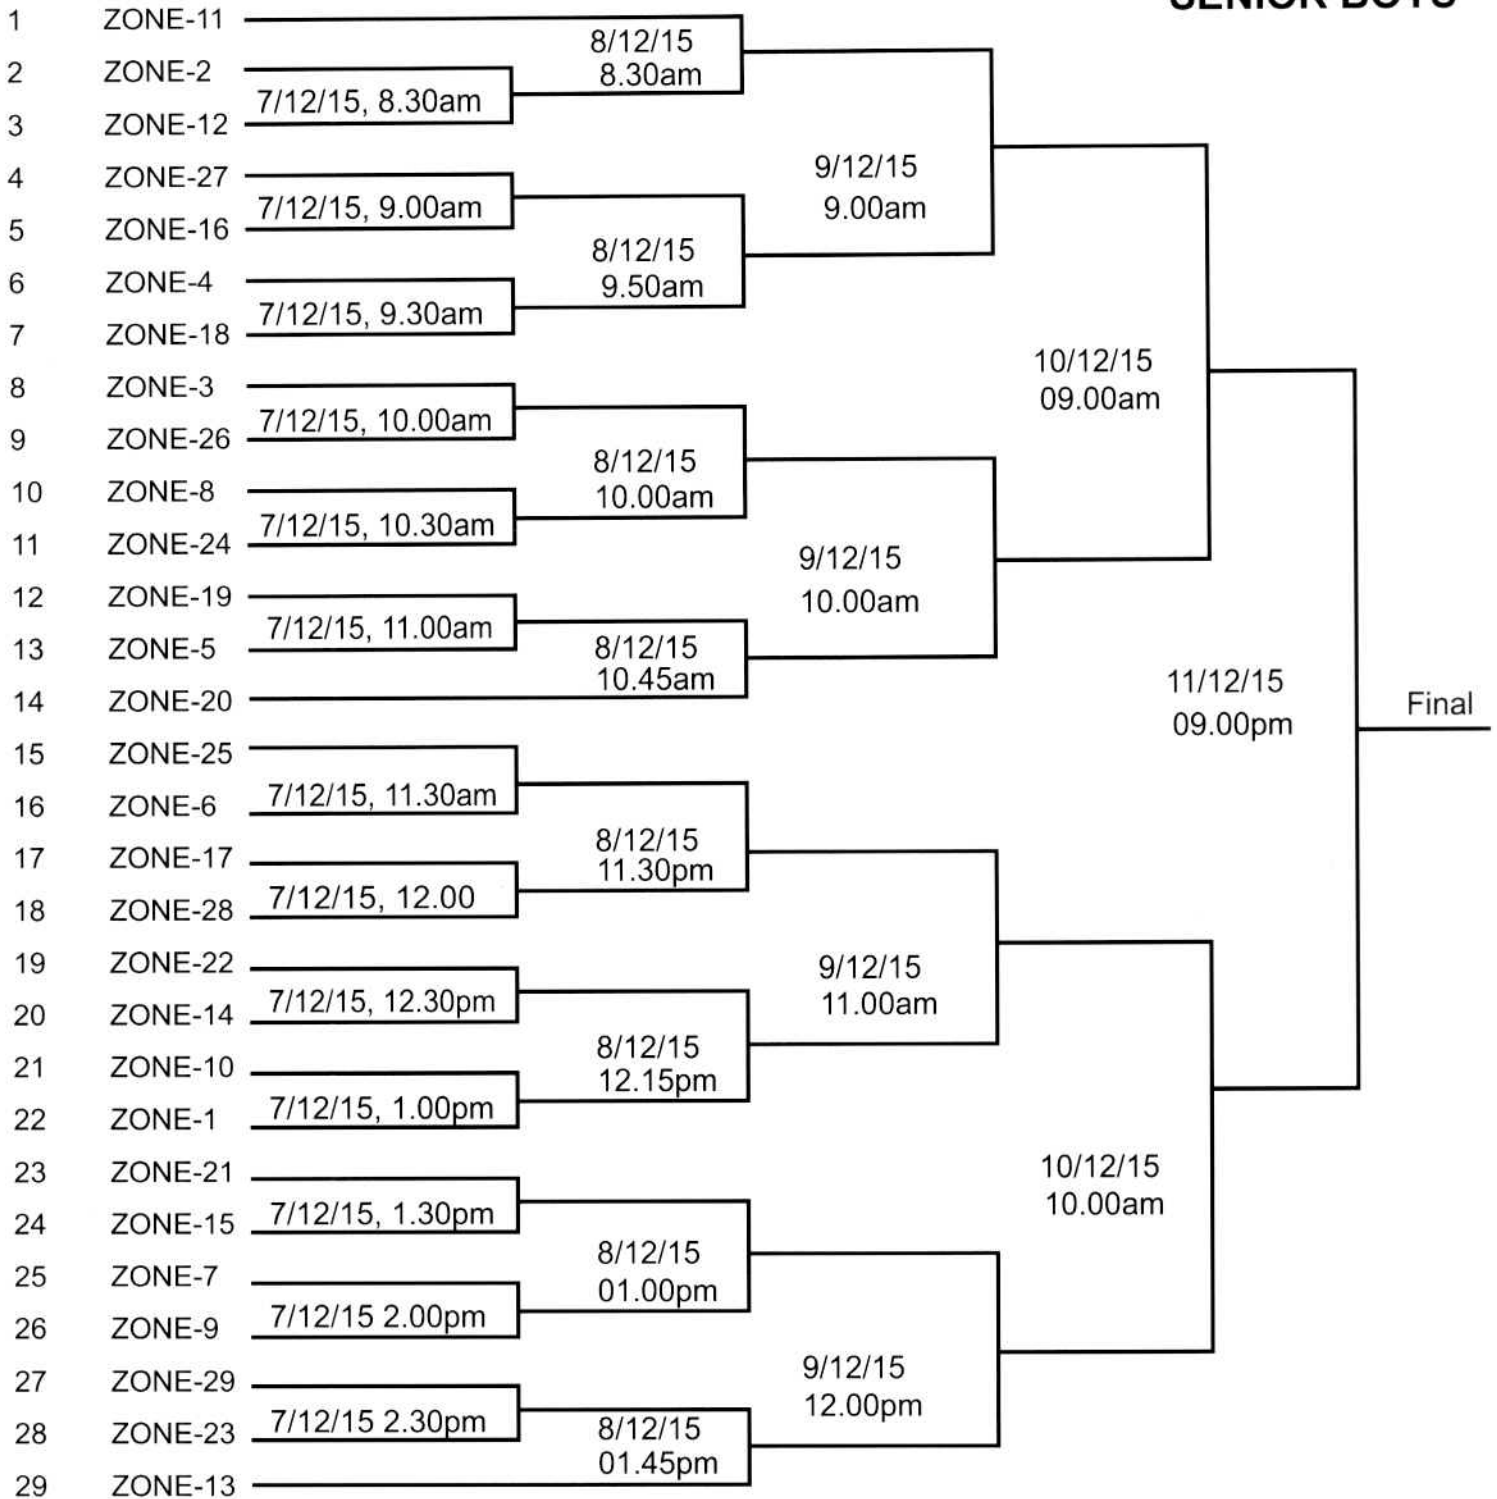 SENIOR BOYS
1 ZONE-11
8/12/15
8.30am
2 ZONE-2
7/12/15, 8.30am
3 ZONE-12
4 ZONE-27
7/12/15, 9.00am
5 ZONE-16
9/12/15
9.00am
6 ZONE-4
7/12/15, 9.30am
7 ZONE-18
8/12/15
9.50am
8 ZONE-3
7/12/15, 10.00am
9 ZONE-26
10/12/15
09.00am
10 ZONE-8
7/12/15, 10.30am
11 ZONE-24
8/12/15
10.00am
12 ZONE-19
7/12/15, 11.00am
13 ZONE-5
9/12/15
10.00am
14 ZONE-20
8/12/15
10.45am
11/12/15
09.00pm
Final
15 ZONE-25
7/12/15, 11.30am
16 ZONE-6
17 ZONE-17
8/12/15
11.30pm
7/12/15, 12.00
18 ZONE-28
19 ZONE-22
7/12/15, 12.30pm
20 ZONE-14
9/12/15
11.00am
21 ZONE-10
8/12/15
12.15pm
7/12/15, 1.00pm
22 ZONE-1
23 ZONE-21
7/12/15, 1.30pm
24 ZONE-15
10/12/15
10.00am
25 ZONE-7
8/12/15
01.00pm
7/12/15 2.00pm
26 ZONE-9
27 ZONE-29
9/12/15
12.00pm
7/12/15 2.30pm
28 ZONE-23
8/12/15
01.45pm
29 ZONE-13